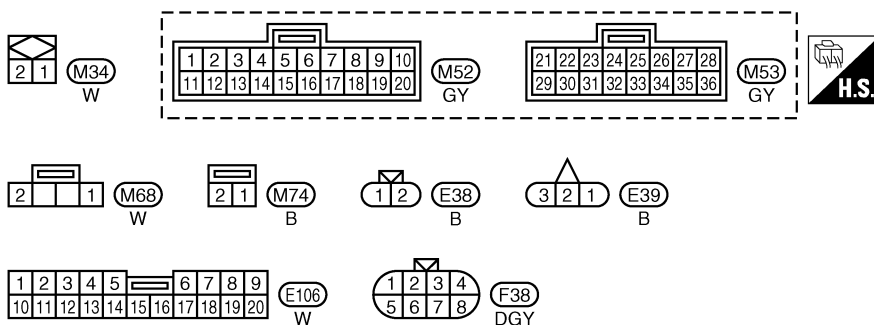 1 2 3 4 5 6 7 8 9 10
21 22 23 24 25 26 27 28
2 1 M34
11 12 13 14 15 16 17 18 19 20 M52
29 30 31 32 33 34 35 36 M53
H.S.
W
GY
GY
2 1 M68
2 1 M74
1 2 E38
3 2 1 E39
W
B
B
B
1 2 3 4 5 6 7 8 9
10 11 12 13 14 15 16 17 18 19 20 E106
W
1 2 3 4
5 6 7 8 F38
DGY